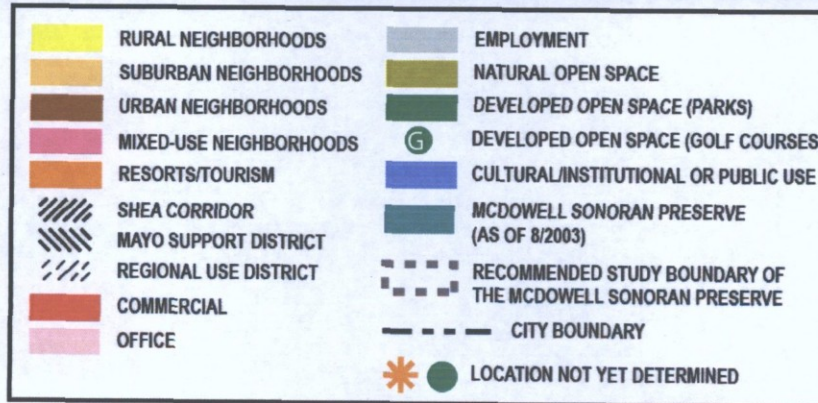 RURAL NEIGHBORHOODS
SUBURBAN NEIGHBORHOODS
URBAN NEIGHBORHOODS
MIXED-USE NEIGHBORHOODS
RESORTS/TOURISM
SHEA CORRIDOR
MAYO SUPPORT DISTRICT
REGIONAL USE DISTRICT
COMMERCIAL
OFFICE
EMPLOYMENT
NATURAL OPEN SPACE
DEVELOPED OPEN SPACE (PARKS)
G DEVELOPED OPEN SPACE (GOLF COURSES
CULTURAL/INSTITUTIONAL OR PUBLIC USE
MCDOWELL SONORAN PRESERVE
(AS OF 8/2003)
RECOMMENDED STUDY BOUNDARY OF
THE MCDOWELL SONORAN PRESERVE
CITY BOUNDARY
LOCATION NOT YET DETERMINED